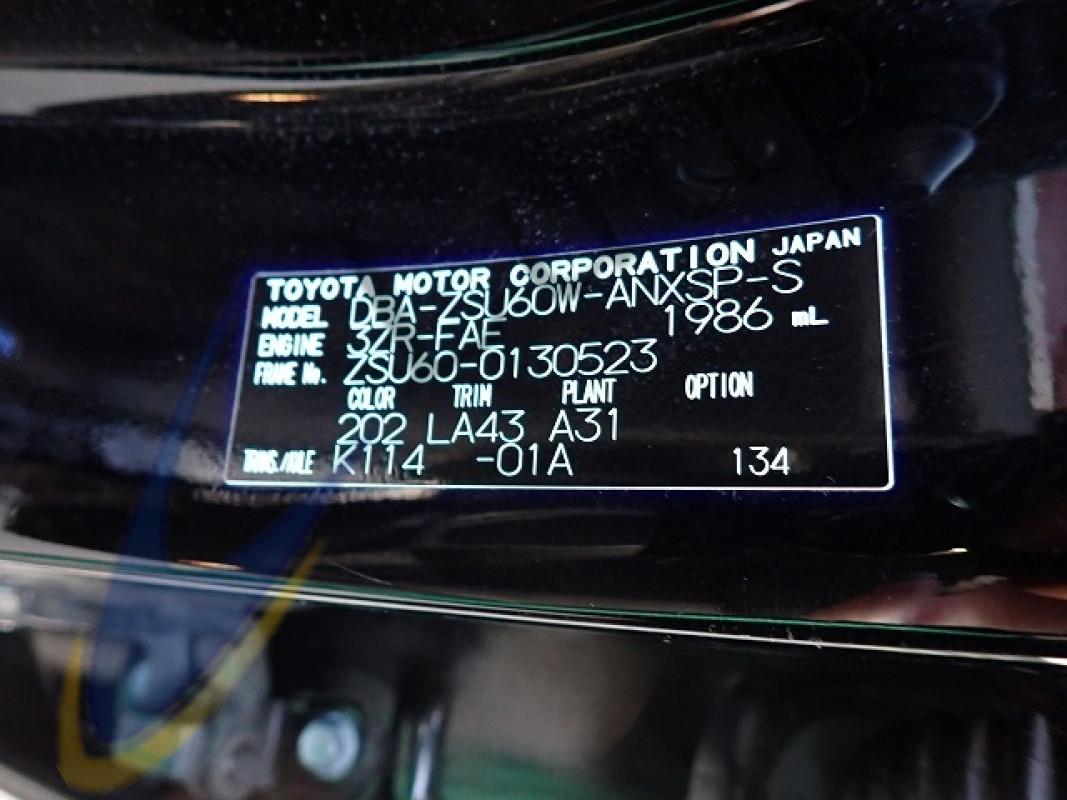 TOYOTA MOTOR CORPORATION JAPAN
MODEL DBA-ZSU60W-ANXSP-S
ENGINE 3ZR-FAE 1986 mL
FRAME No. ZSU60-0130523
COLOR TRIM PLANT OPTION
202 LA43 A31
TRANS./AXLE K114 -01A 134